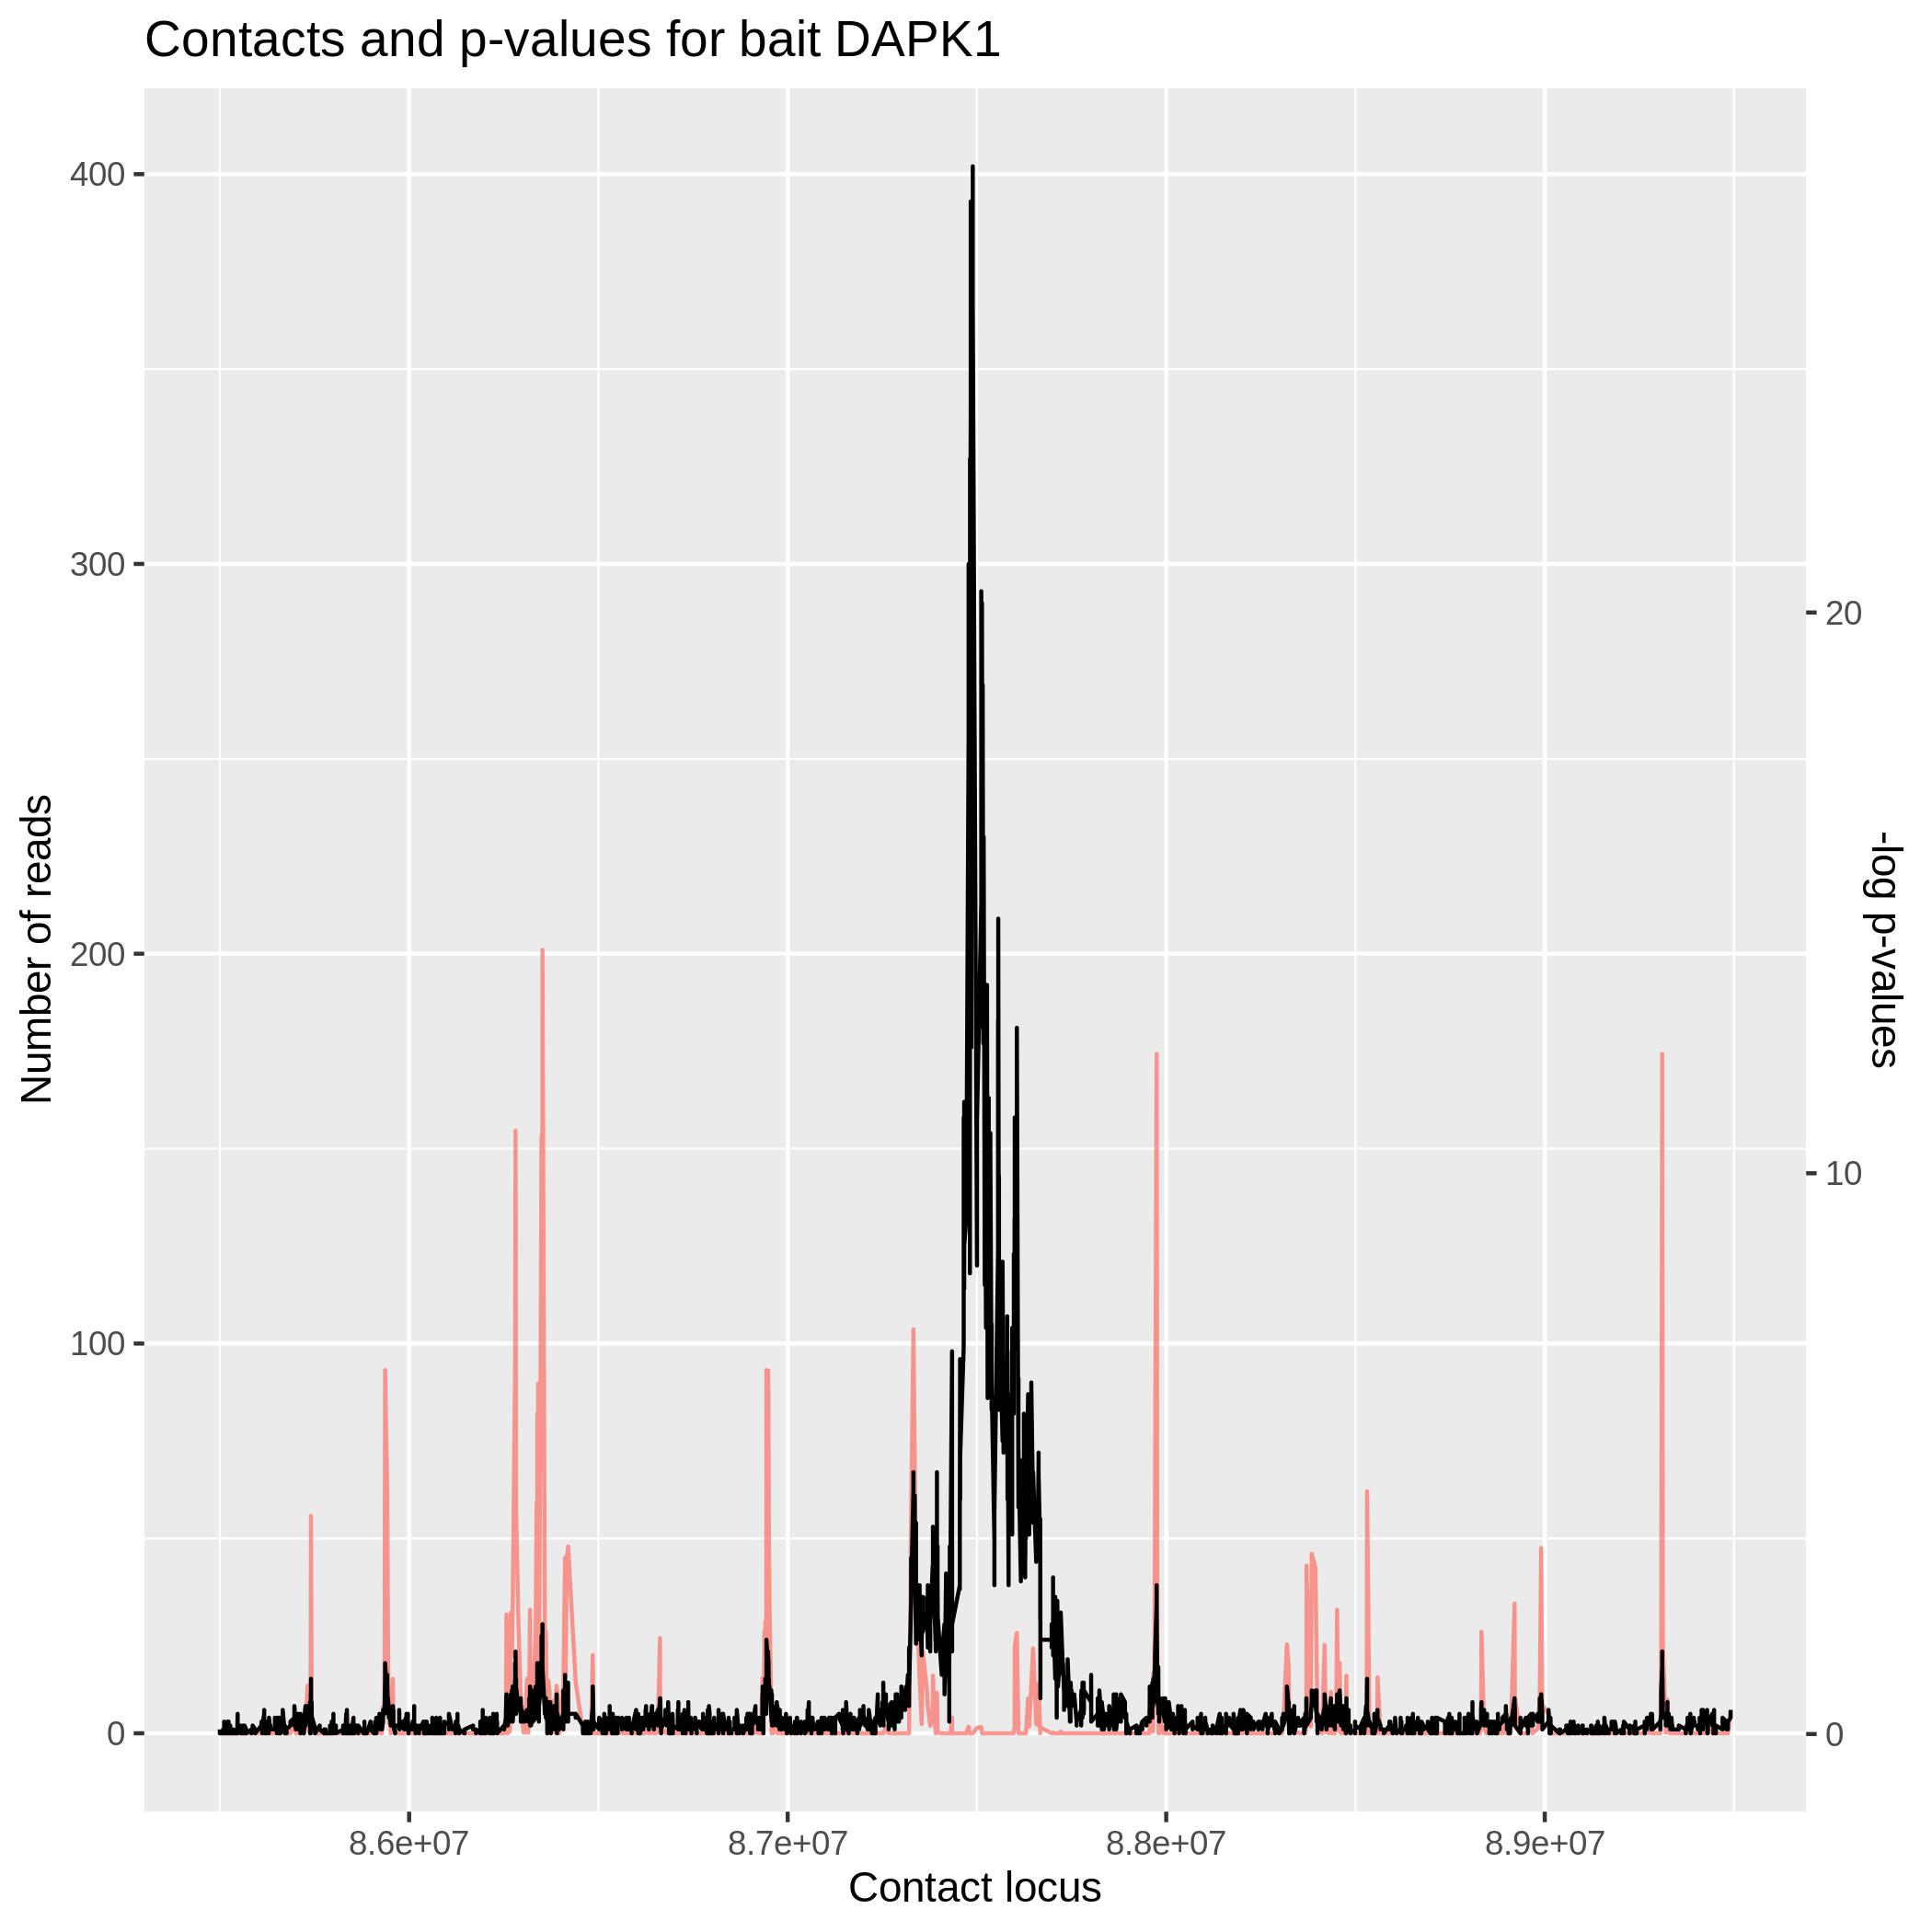 Contacts and p-values for bait DAPK1
Number of reads
400
300
200
100
0
20
10
0
-log p-values
8.6e+07
8.7e+07
8.8e+07
8.9e+07
Contact locus